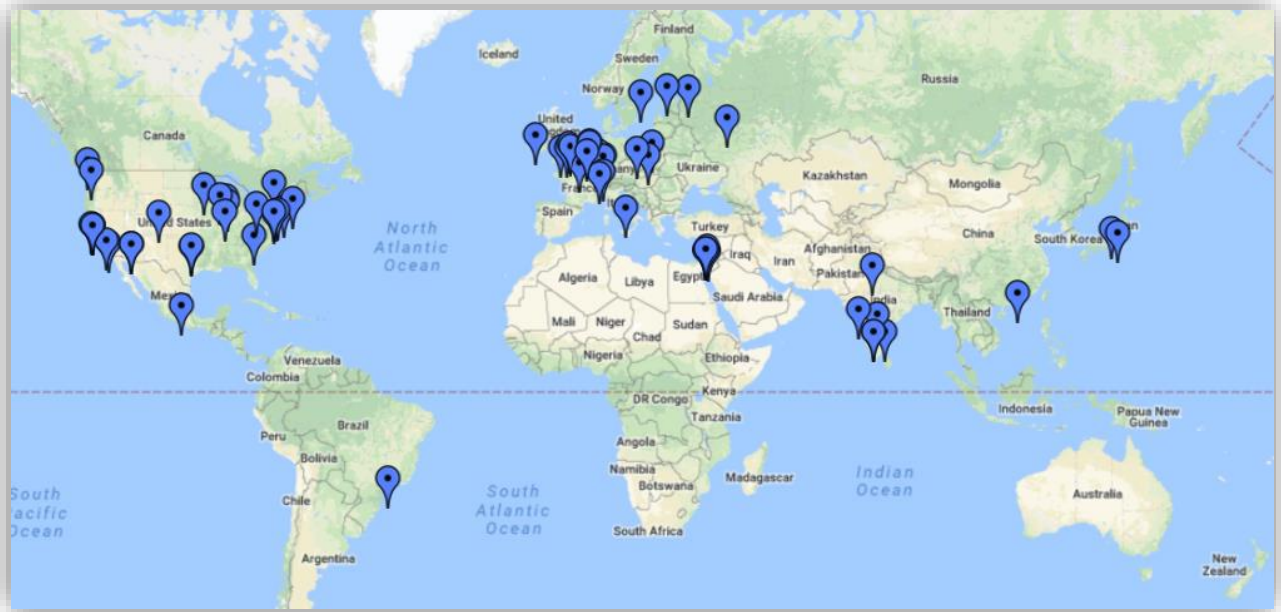 Finland
Iceland
Sweden
Russia
Norway
United
Canada
Ukraine
Kazakhstan
Mongolia
Spain
United States
North
Atlantic
Ocean
Turkey
China
South Korea
Afghanistan
Iraq
Iran
Algeria
Libya
Egypt
Pakistan
Saudi Arabia
Mali
Niger
Sudan
Thailand
Chad
Venezuela
Nigeria
Ethiopia
Colombia
Kenya
DR Congo
Indonesia
Papua New
Guinea
Tanzania
Brazil
Peru
Angola
Bolivia
Namibia
Madagascar
Botswana
Indian
Ocean
South
Atlantic
Ocean
Australia
Chile
South Africa
Argentina
New
Zealand